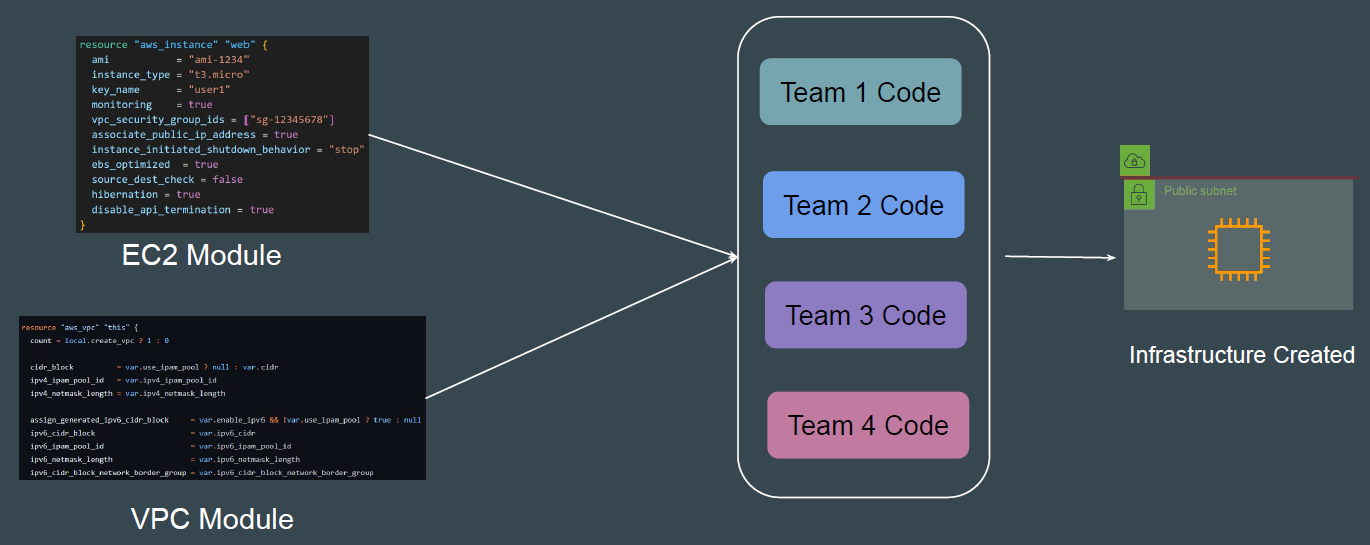 resource "aws_instance" "web" {
  ami           = "ami-1234"
  instance_type = "t3.micro"
  key_name      = "user1"
  monitoring    = true
  vpc_security_group_ids = ["sg-12345678"]
  associate_public_ip_address = true
  instance_initiated_shutdown_behavior = "stop"
  ebs_optimized  = true
  source_dest_check = false
  hibernation = true
  disable_api_termination = true
}
EC2 Module
resource "aws_vpc" "this" {
  count = local.create_vpc ? 1 : 0
  cidr_block          = var.use_ipam_pool ? null : var.cidr
  ipv4_ipam_pool_id   = var.ipv4_ipam_pool_id
  ipv4_netmask_length = var.ipv4_netmask_length
  assign_generated_ipv6_cidr_block     = var.enable_ipv6 && !var.use_ipam_pool ? true : null
  ipv6_cidr_block                      = var.ipv6_cidr
  ipv6_ipam_pool_id                    = var.ipv6_ipam_pool_id
  ipv6_netmask_length                  = var.ipv6_netmask_length
  ipv6_cidr_block_network_border_group = var.ipv6_cidr_block_network_border_group
VPC Module
Team 1 Code
Team 2 Code
Team 3 Code
Team 4 Code
Public subnet
Infrastructure Created